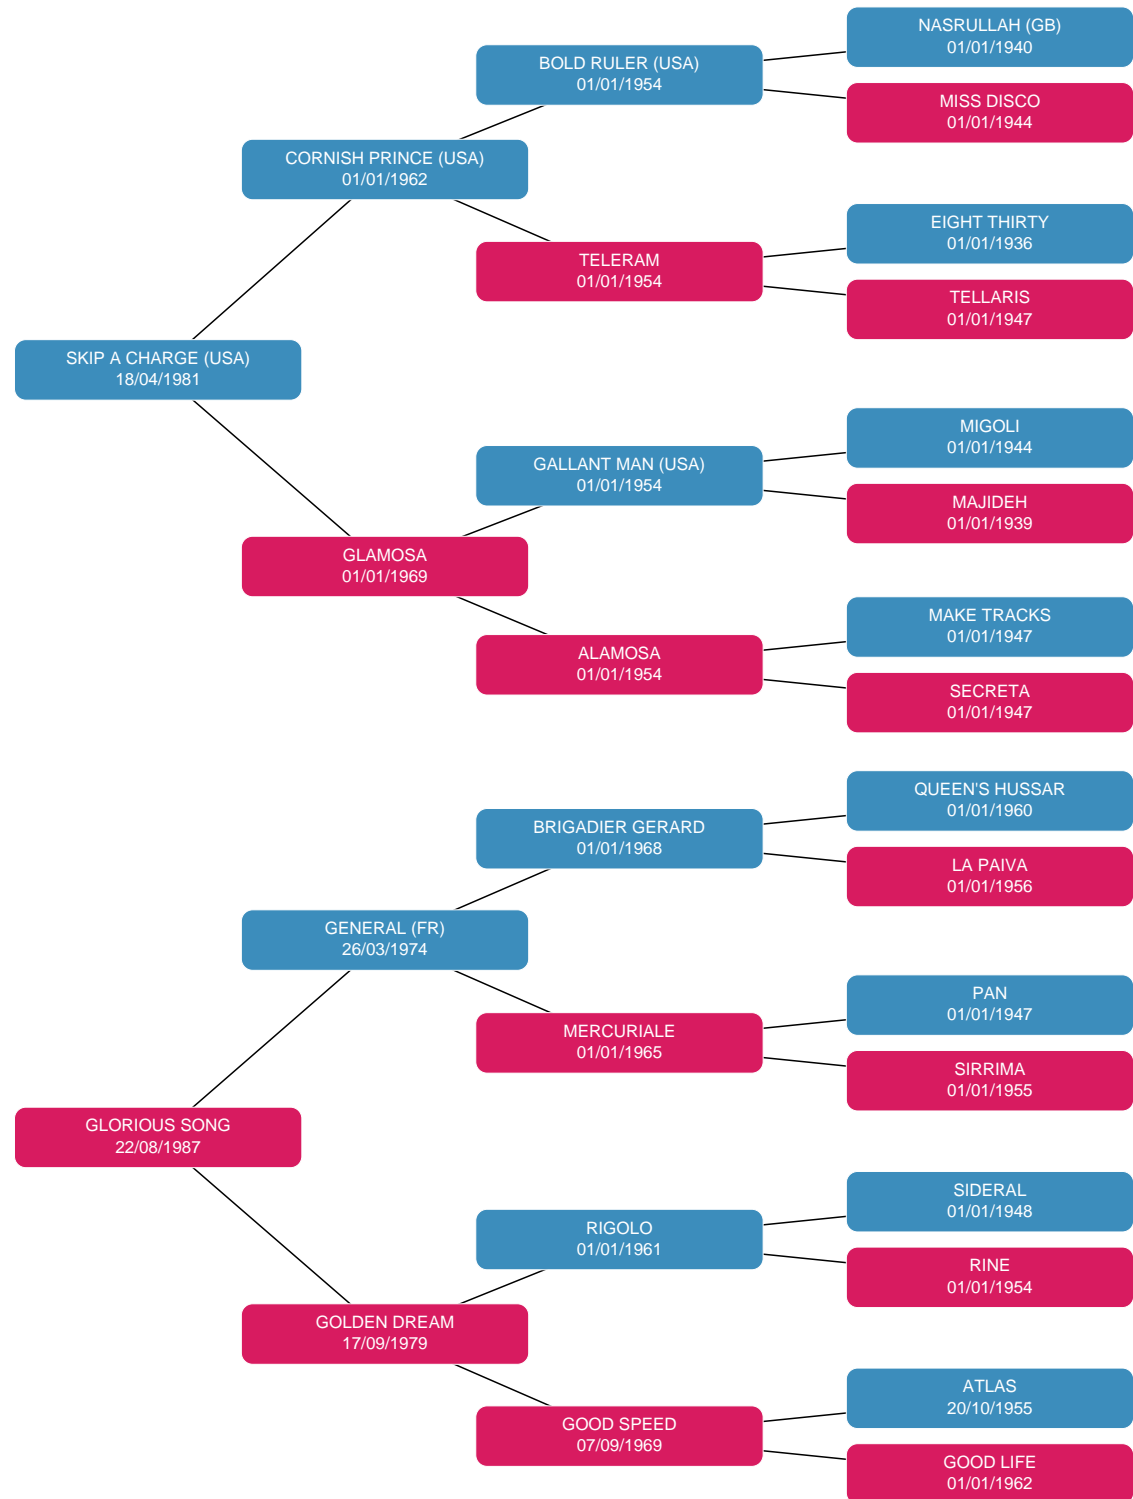 NASRULLAH (GB)
01/01/1940
BOLD RULER (USA)
01/01/1954
MISS DISCO
01/01/1944
CORNISH PRINCE (USA)
01/01/1962
EIGHT THIRTY
01/01/1936
TELERAM
01/01/1954
TELLARIS
01/01/1947
SKIP A CHARGE (USA)
18/04/1981
MIGOLI
01/01/1944
GALLANT MAN (USA)
01/01/1954
MAJIDEH
01/01/1939
GLAMOSA
01/01/1969
MAKE TRACKS
01/01/1947
ALAMOSA
01/01/1954
SECRETA
01/01/1947
QUEEN'S HUSSAR
01/01/1960
BRIGADIER GERARD
01/01/1968
LA PAIVA
01/01/1956
GENERAL (FR)
26/03/1974
PAN
01/01/1947
MERCURIALE
01/01/1965
SIRRIMA
01/01/1955
GLORIOUS SONG
22/08/1987
SIDERAL
01/01/1948
RIGOLO
01/01/1961
RINE
01/01/1954
GOLDEN DREAM
17/09/1979
ATLAS
20/10/1955
GOOD SPEED
07/09/1969
GOOD LIFE
01/01/1962